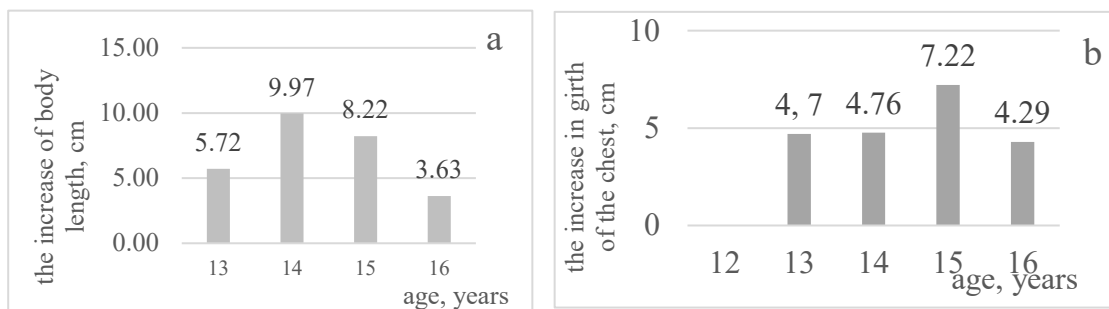 a
the increase of body
length, cm
15.00
10.00
5.00
0.00
5.72
9.97
8.22
3.63
13 14 15 16
age, years
b
the increase in girth
of the chest, cm
10
5
0
4, 7
4.76
7.22
4.29
12 13 14 15 16
age, years